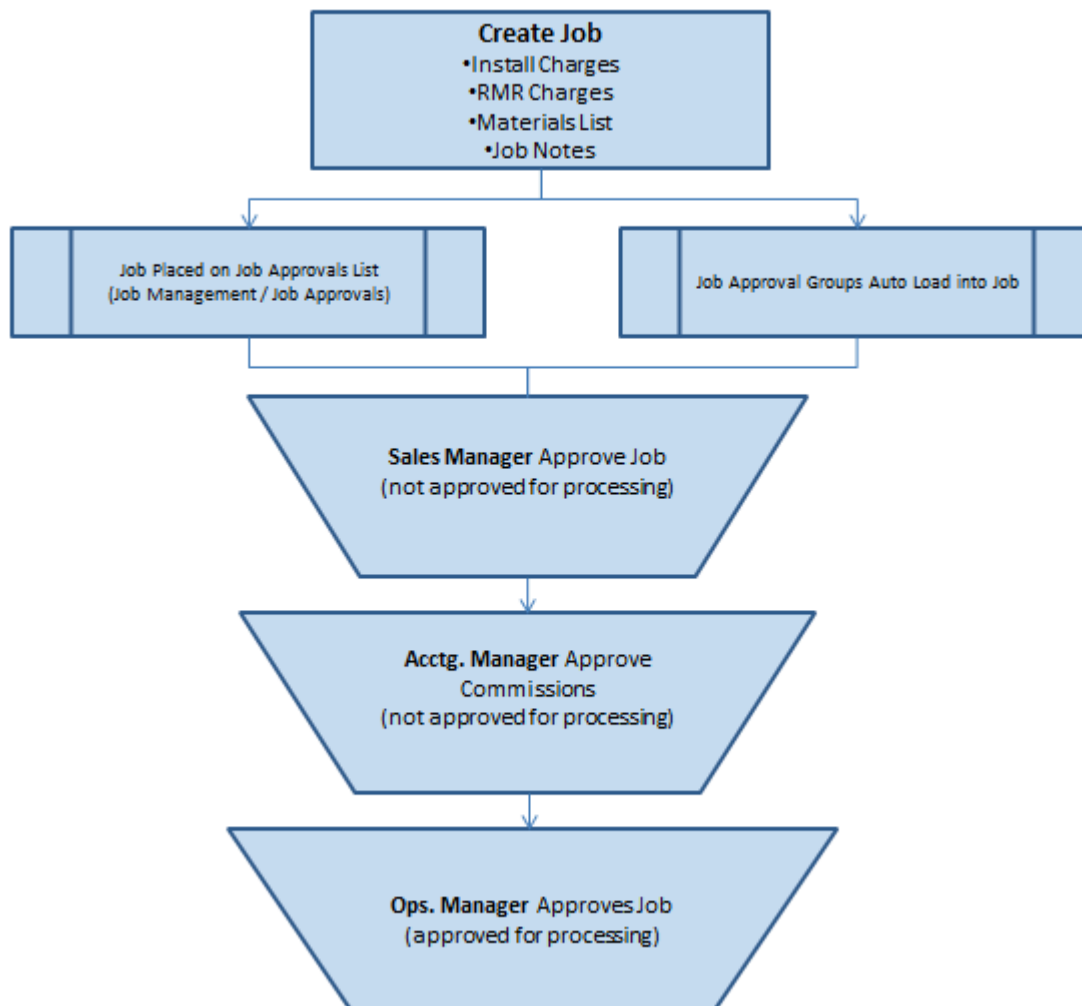 Create Job
•Install Charges
•RMR Charges
•Materials List
•Job Notes
Job Placed on Job Approvals List
(Job Management / Job Approvals)
Job Approval Groups Auto Load into Job
Sales Manager Approve Job
(not approved for processing)
Acctg. Manager Approve
Commissions
(not approved for processing)
Ops. Manager Approves Job
(approved for processing)